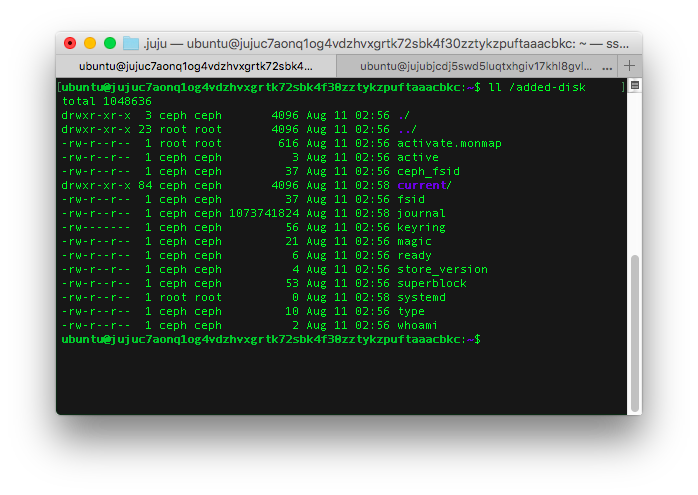 .juju — ubuntu@jujuc7aonq1og4vdzhvxgrtk72sbk4f30zztykzpuftaaacbkc: ~ — ss...
ubuntu@jujuc7aonq1og4vdzhvxgrtk72sbk4... ubuntu@jujubjcdj5swd5luqtxhgiv17khl8gvl... ... +
[ubuntu@jujuc7aonq1og4vdzhvxgrtk72sbk4f30zztykzpuftaaacbkc:~$ ll /added-disk ]
total 1048636
drwxr-xr-x 3 ceph ceph 4096 Aug 11 02:56 ./
drwxr-xr-x 23 root root 4096 Aug 11 02:56 ../
-rw-r--r-- 1 ceph ceph 616 Aug 11 02:56 activate.monmap
-rw-r--r-- 1 ceph ceph 3 Aug 11 02:56 active
-rw-r--r-- 1 ceph ceph 37 Aug 11 02:56 ceph_fsid
drwxr-xr-x 84 ceph ceph 4096 Aug 11 02:58 current/
-rw-r--r-- 1 ceph ceph 37 Aug 11 02:56 fsid
-rw-r--r-- 1 ceph ceph 1073741824 Aug 11 02:58 journal
-rw------- 1 ceph ceph 56 Aug 11 02:56 keyring
-rw-r--r-- 1 ceph ceph 21 Aug 11 02:56 magic
-rw-r--r-- 1 ceph ceph 6 Aug 11 02:56 ready
-rw-r--r-- 1 ceph ceph 4 Aug 11 02:56 store_version
-rw-r--r-- 1 ceph ceph 53 Aug 11 02:56 superblock
-rw-r--r-- 1 root root 0 Aug 11 02:58 systemd
-rw-r--r-- 1 ceph ceph 10 Aug 11 02:56 type
-rw-r--r-- 1 ceph ceph 2 Aug 11 02:56 whoami
ubuntu@jujuc7aonq1og4vdzhvxgrtk72sbk4f30zztykzpuftaaacbkc:~$